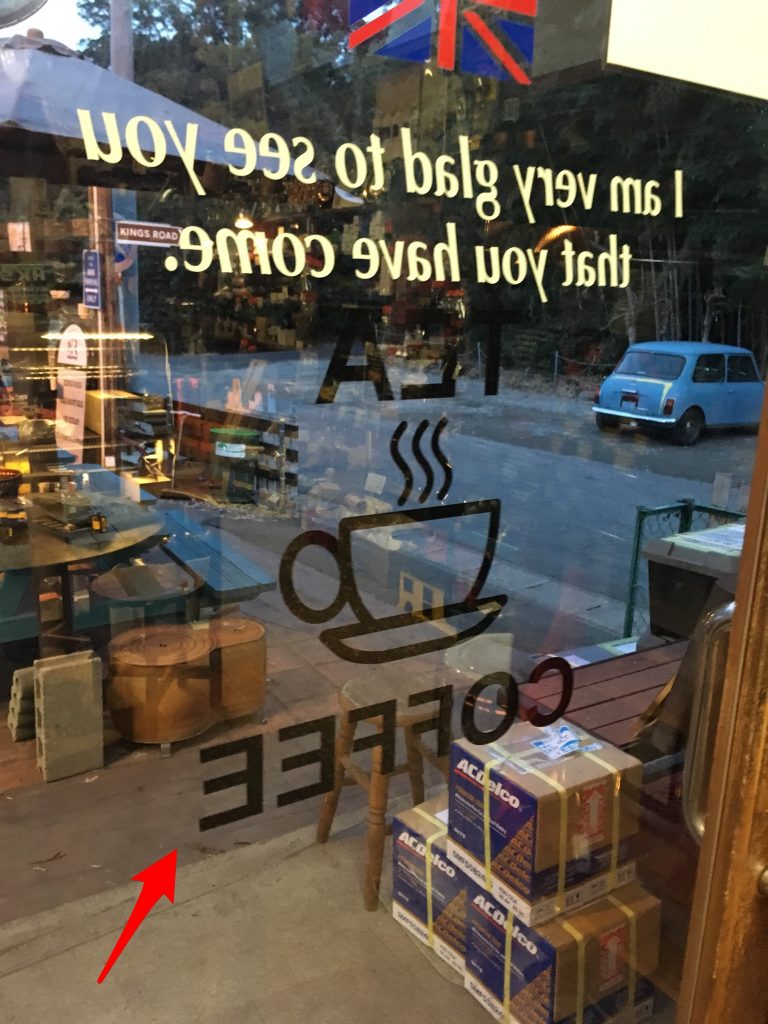 I am very glad to see you
that you have come.
KINGS ROAD
TEA
COFFEE
ACDelco
ACDelco
ACDelco